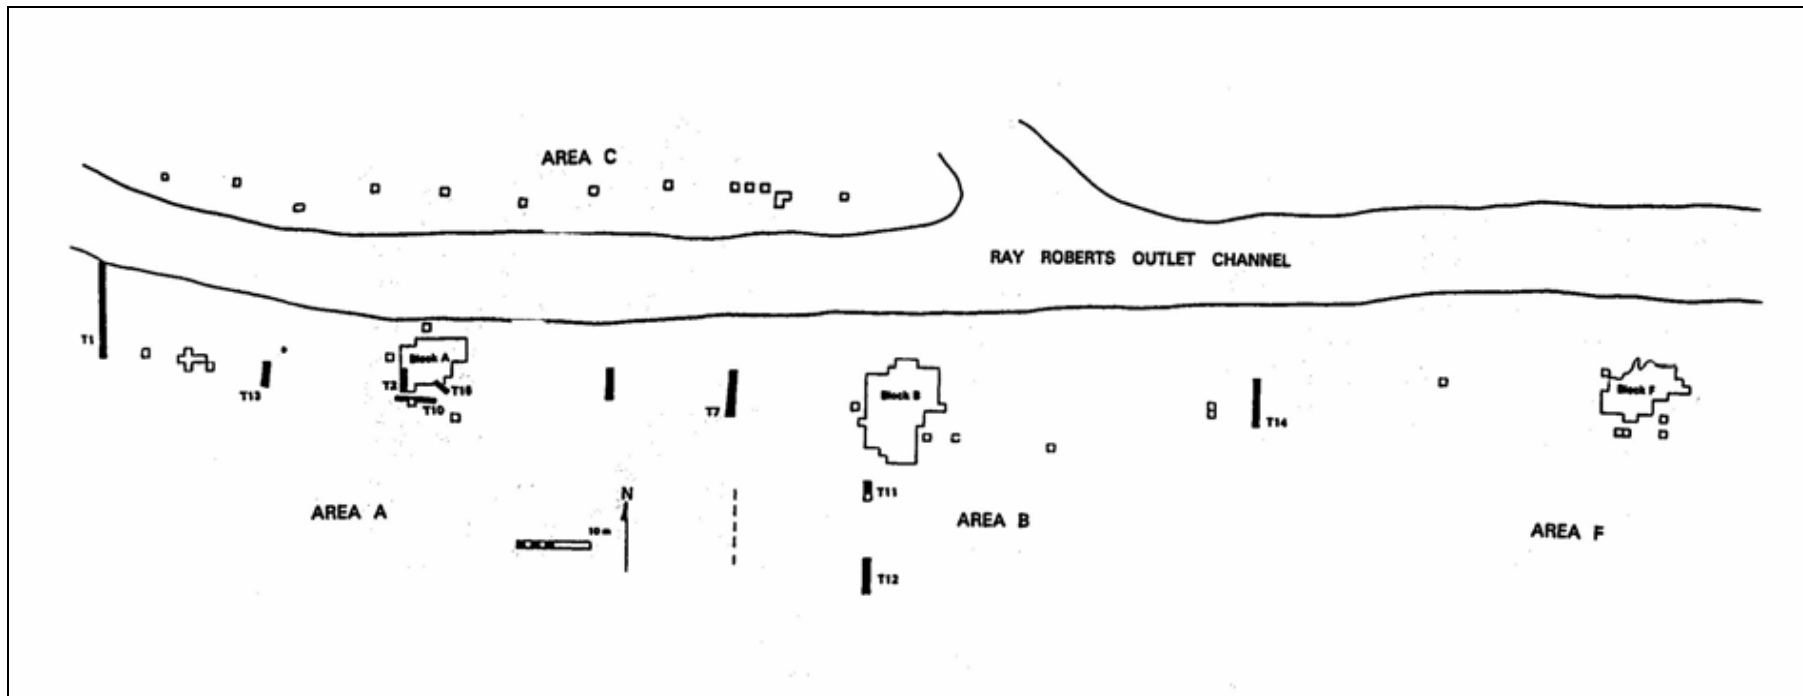 AREA C
RAY ROBERTS OUTLET CHANNEL
T1
Block A
T13
T2
T10
T7
Block B
T14
Block F
T11
AREA A
N
10 m
AREA B
AREA F
T12